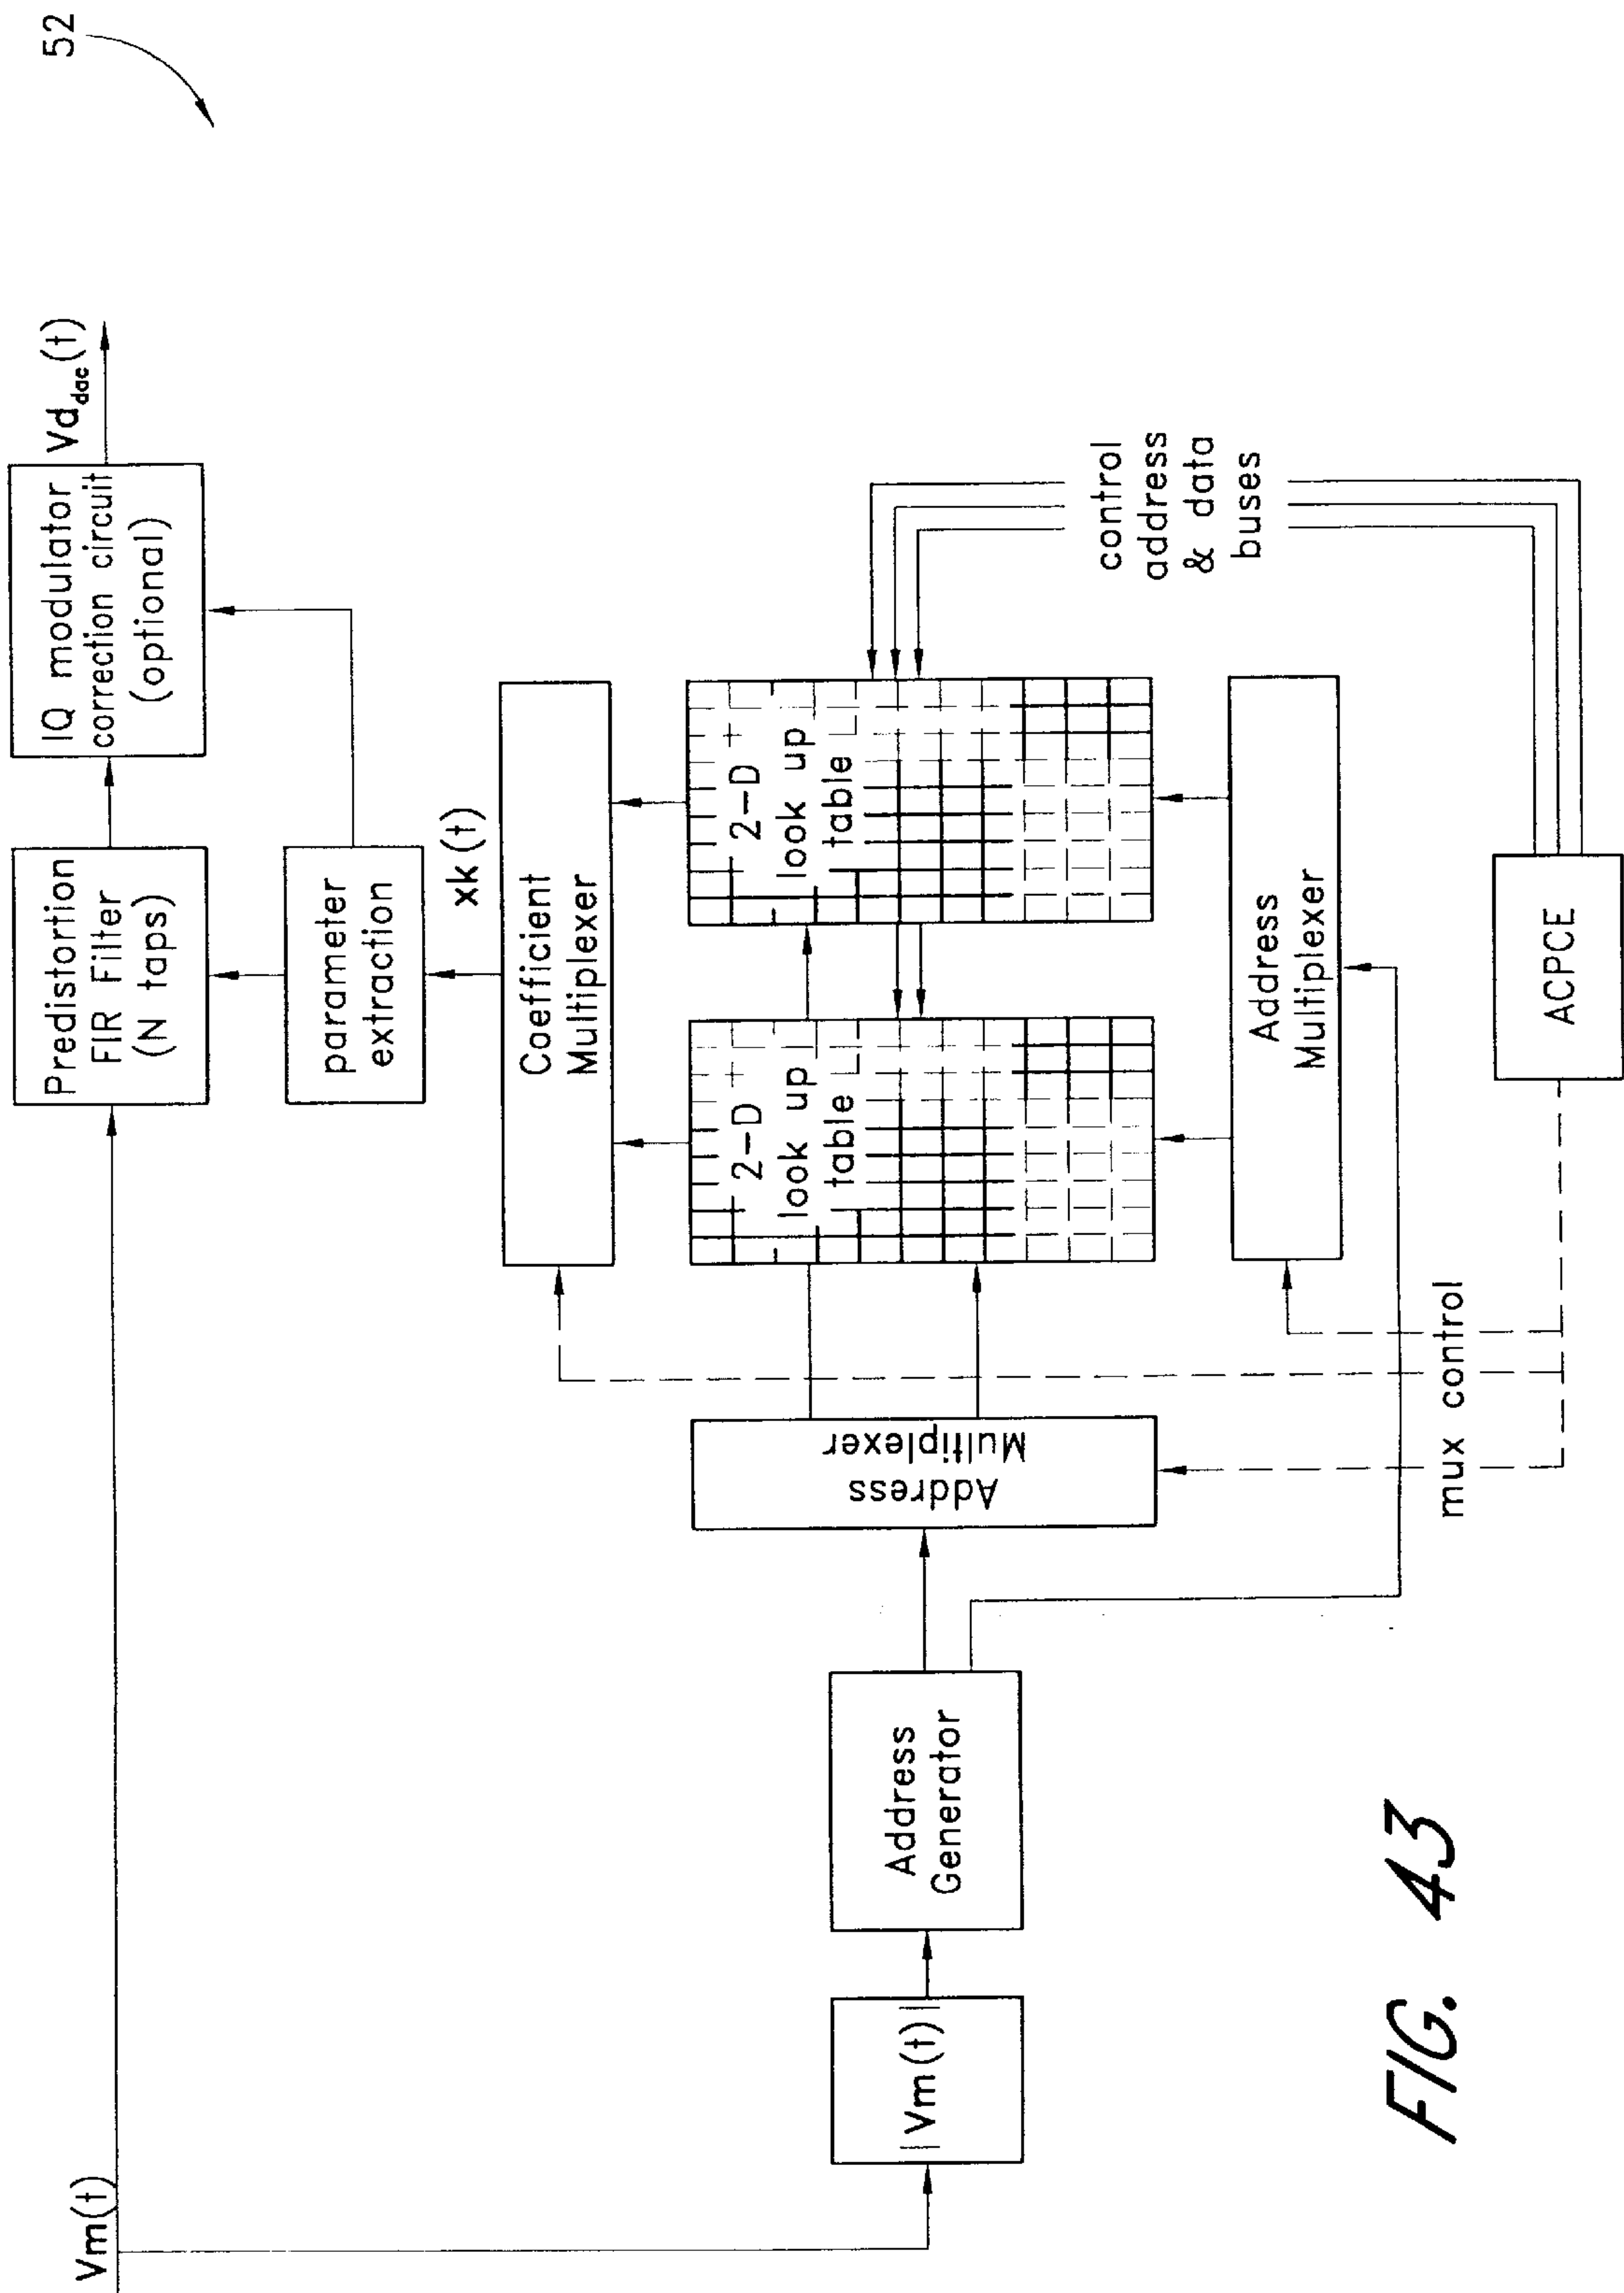 52
Vm(t)
Predistortion
FIR Filter
(N taps)
IQ modulator
correction circuit
(optional)
Vd_dac(t)
parameter
extraction
xk(t)
Coefficient
Multiplexer
2-D
look up
table
2-D
look up
table
|Vm(t)|
Address
Generator
Address
Multiplexer
Address
Multiplexer
control
address
& data
buses
mux control
ACPCE
FIG. 43